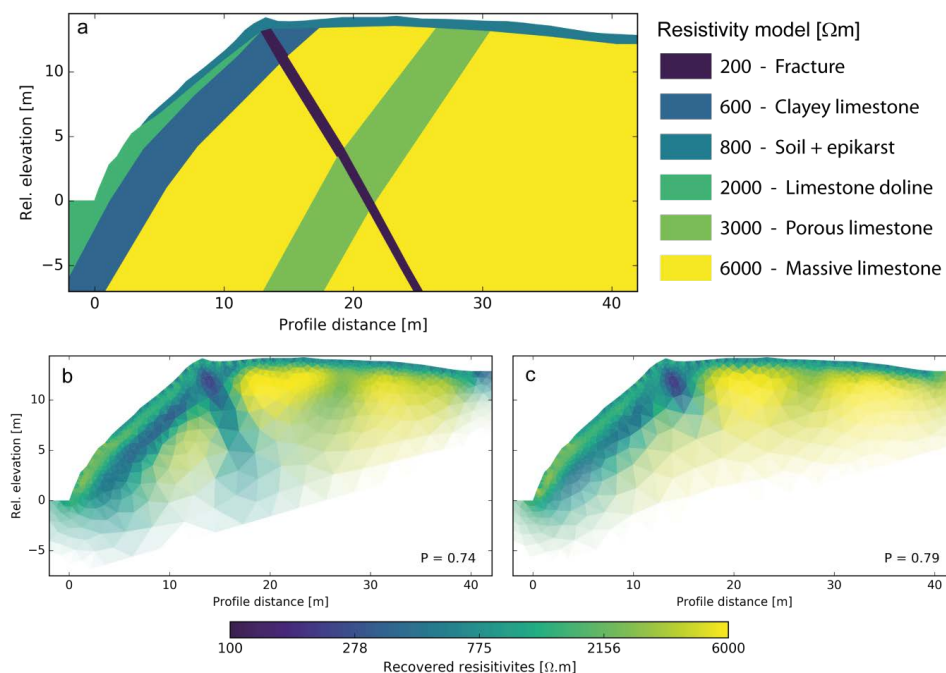 a
Rel. elevation [m]
10
5
0
−5
0
10
20
30
40
Profile distance [m]
Resistivity model [Ωm]
200 - Fracture
600 - Clayey limestone
800 - Soil + epikarst
2000 - Limestone doline
3000 - Porous limestone
6000 - Massive limestone
b
Rel. elevation [m]
10
5
0
−5
P = 0.74
0
10
20
30
40
Profile distance [m]
c
P = 0.79
0
10
20
30
40
Profile distance [m]
100
278
775
2156
6000
Recovered resisitivites [Ω.m]